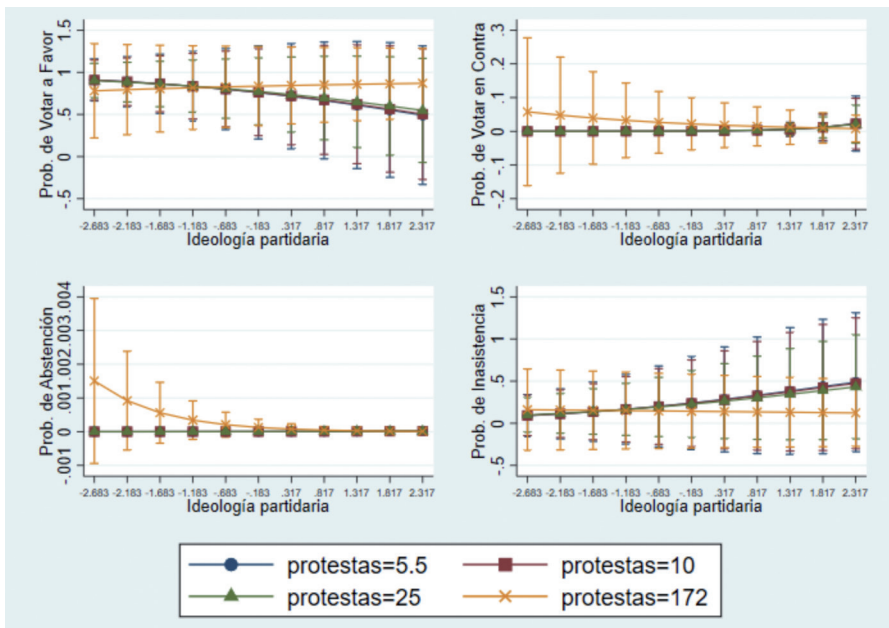 Prob. de Votar a Favor
1.5
1
.5
0
-.5
-2.683 -2.183 -1.683 -1.183 -.683 -.183 .317 .817 1.317 1.817 2.317
Ideología partidaria
Prob. de Votar en Contra
.3
.2
.1
0
-.1
-.2
-2.683 -2.183 -1.683 -1.183 -.683 -.183 .317 .817 1.317 1.817 2.317
Ideología partidaria
Prob. de Abstención
.004
.003
.002
.001
0
-.001
-2.683 -2.183 -1.683 -1.183 -.683 -.183 .317 .817 1.317 1.817 2.317
Ideología partidaria
Prob. de Inasistencia
1.5
1
.5
0
-.5
-2.683 -2.183 -1.683 -1.183 -.683 -.183 .317 .817 1.317 1.817 2.317
Ideología partidaria
protestas=5.5
protestas=10
protestas=25
protestas=172